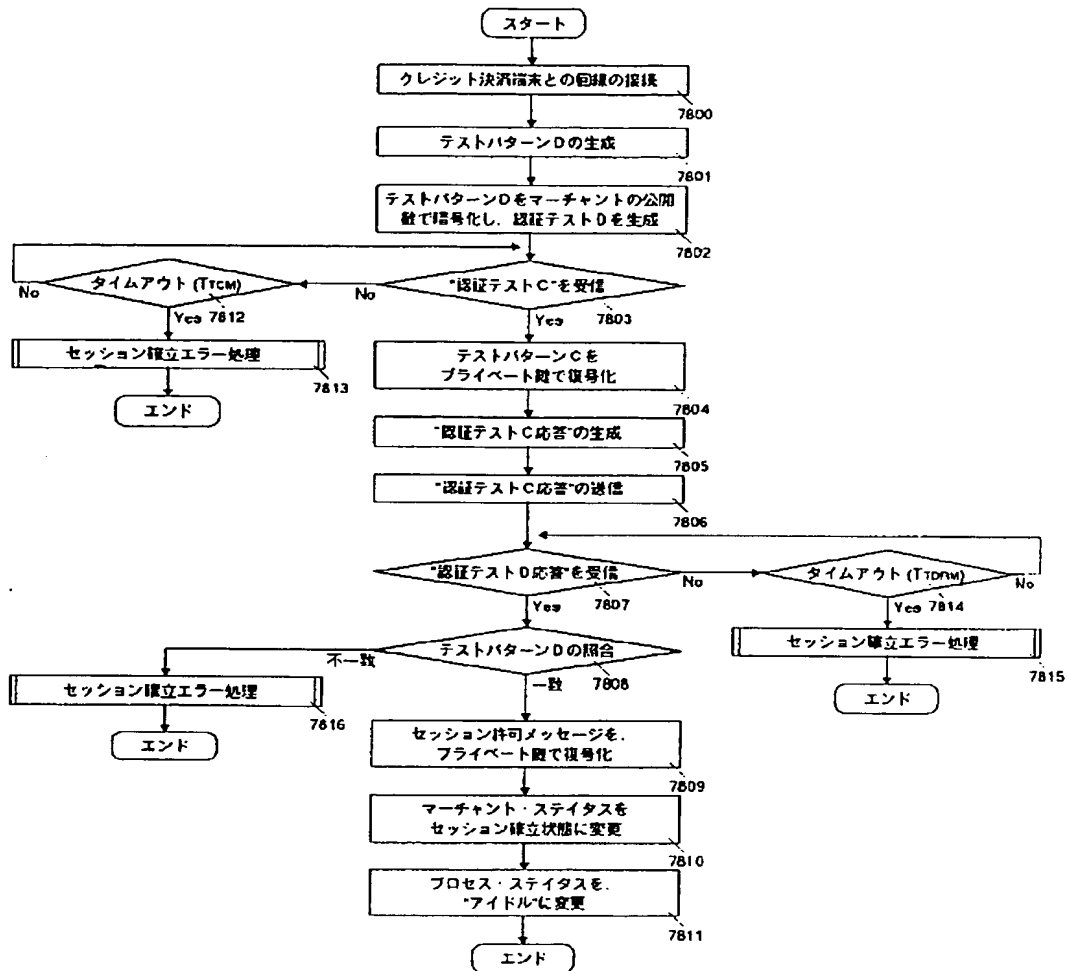 スタート
クレジット決済端末との回線の接続
7800
テストパターンDの生成
7801
テストパターンDをマーチャントの公開
鍵で暗号化し、認証テストDを生成
7802
"認証テストC"を受信
7803
No
Yes
タイムアウト (TTCM)
7812
No
Yes
セッション確立エラー処理
7813
エンド
テストパターンCを
プライベート鍵で復号化
7804
"認証テストC応答"の生成
7805
"認証テストC応答"の送信
7806
"認証テストD応答"を受信
7807
No
Yes
タイムアウト (TTDRM)
7814
No
Yes
セッション確立エラー処理
7815
エンド
テストパターンDの照合
7808
不一致
一致
セッション確立エラー処理
7816
エンド
セッション許可メッセージを、
プライベート鍵で復号化
7809
マーチャント・ステイタスを
セッション確立状態に変更
7810
プロセス・ステイタスを、
"アイドル"に変更
7811
エンド